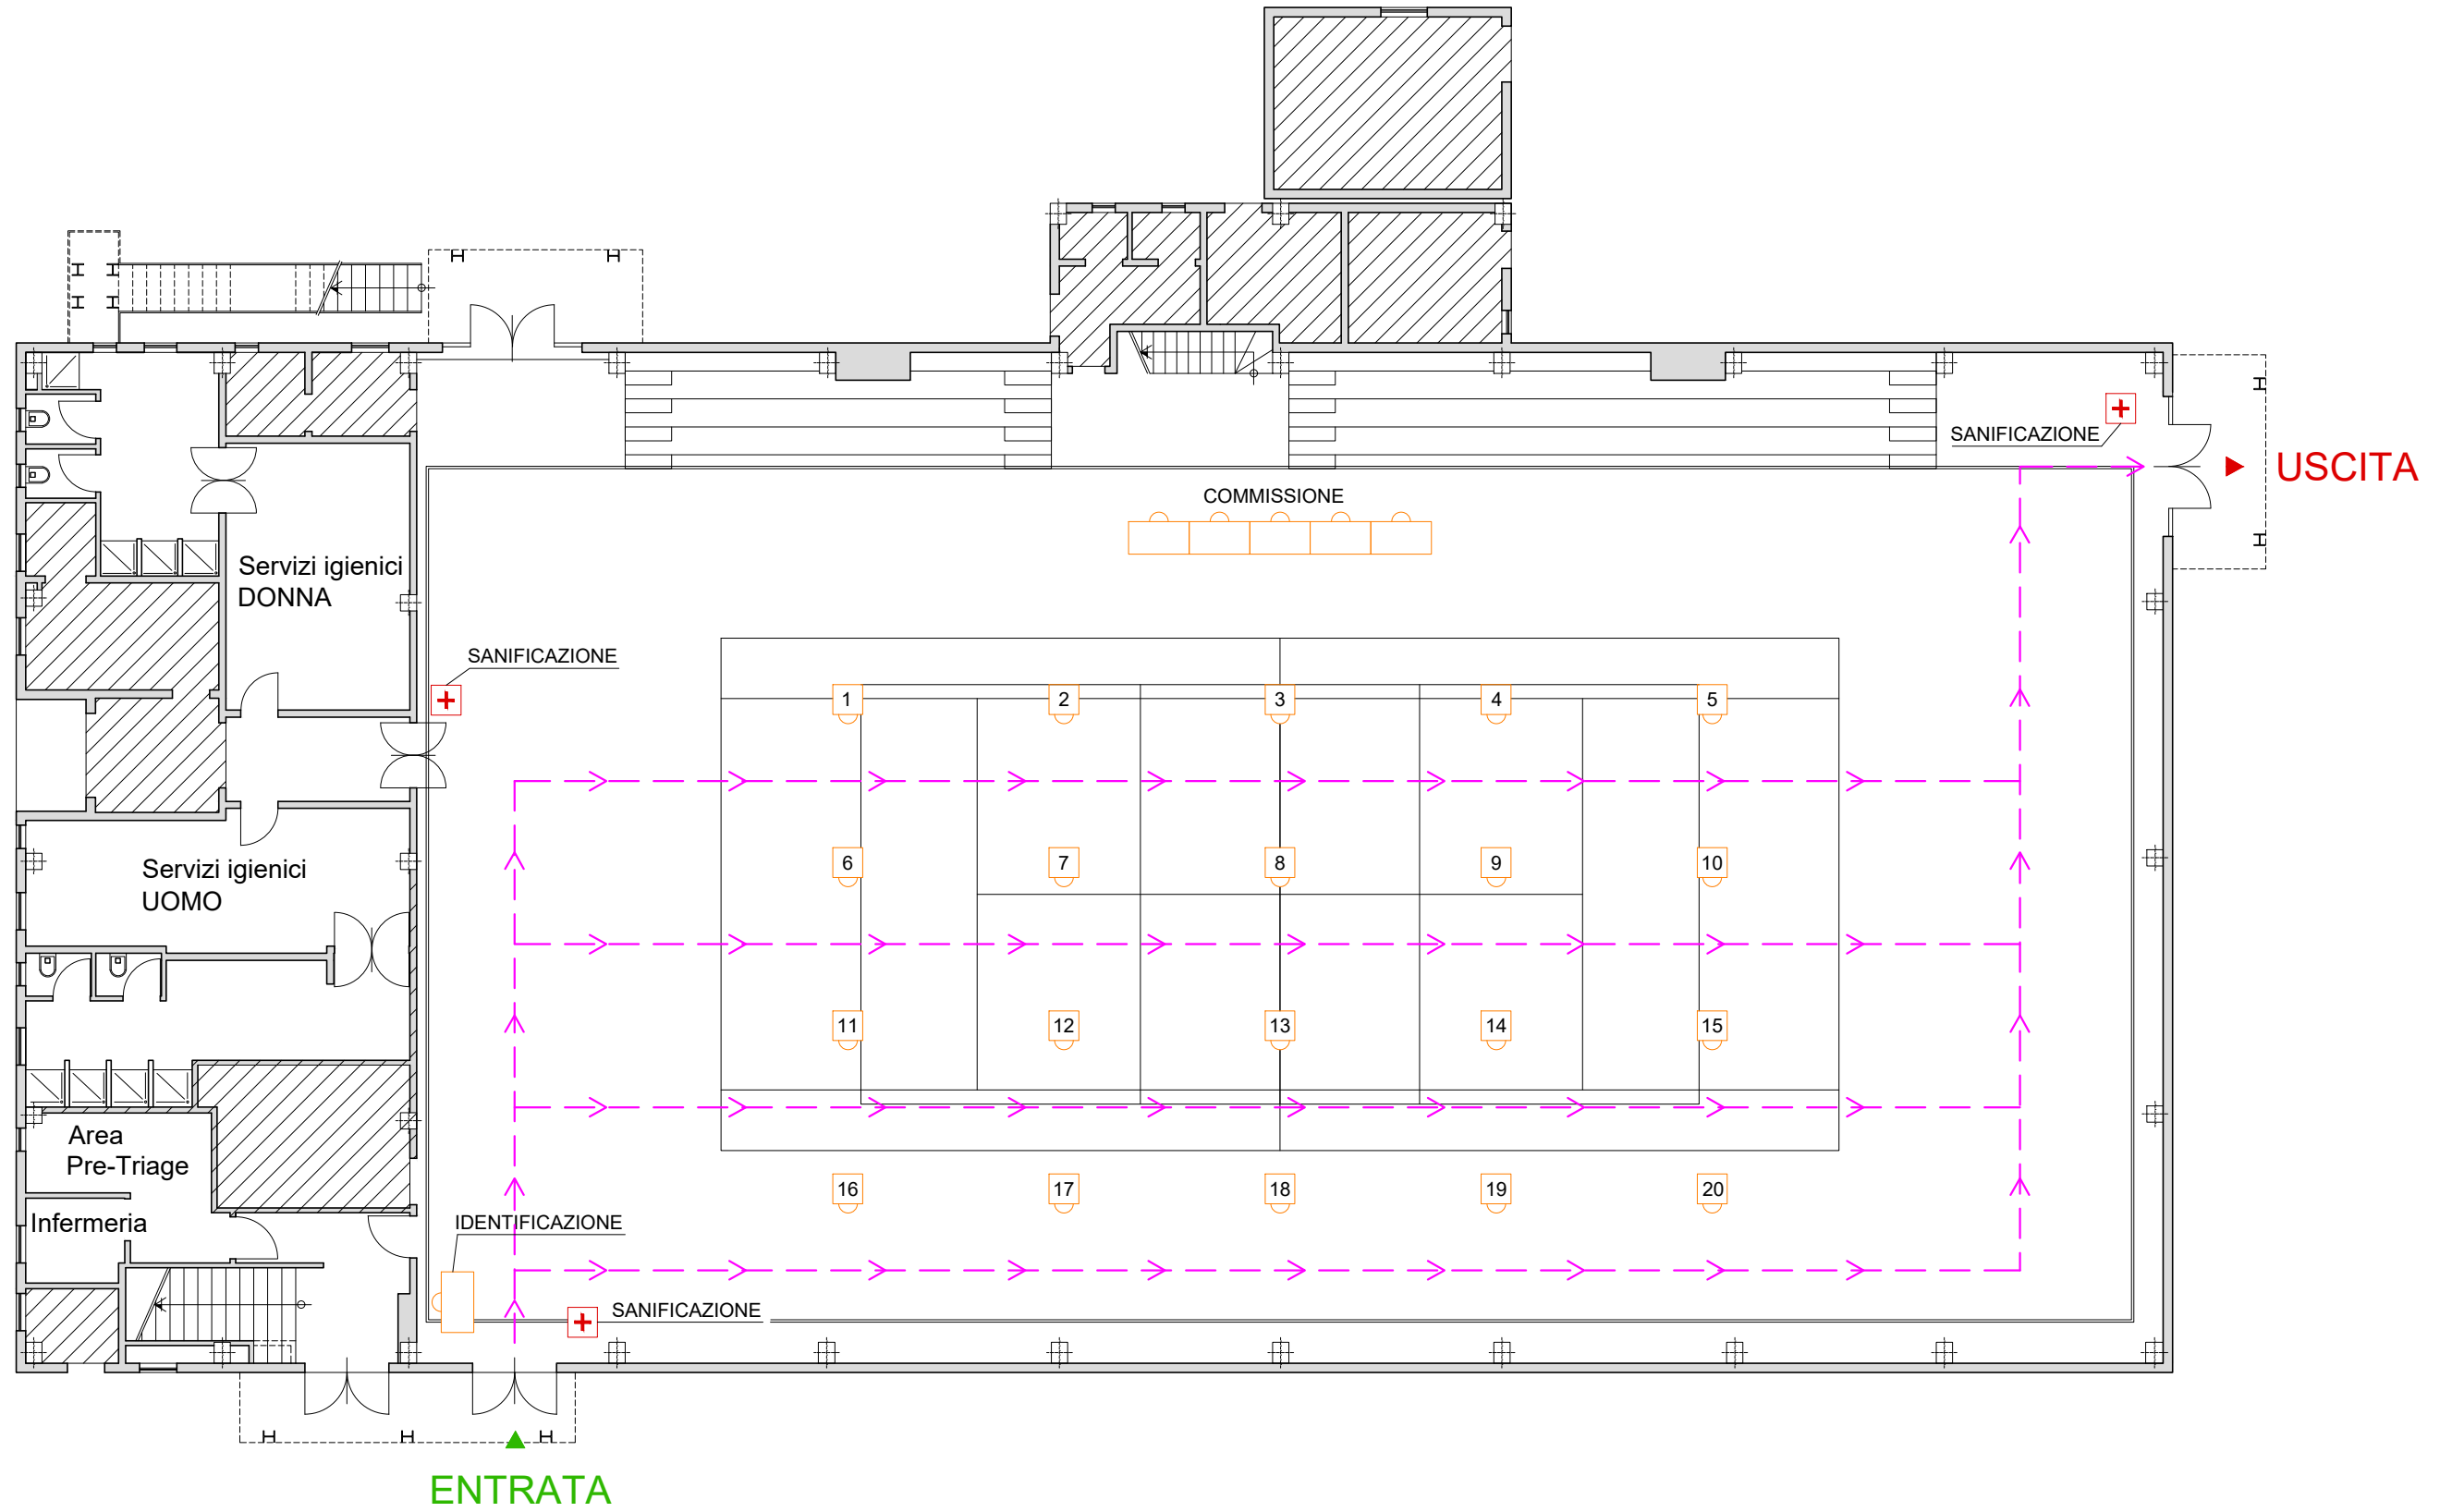 SANIFICAZIONE
USCITA
COMMISSIONE
Servizi igienici
DONNA
SANIFICAZIONE
1 2 3 4 5
6 7 8 9 10
Servizi igienici
UOMO
11 12 13 14 15
Area
Pre-Triage
16 17 18 19 20
Infermeria
IDENTIFICAZIONE
SANIFICAZIONE
ENTRATA